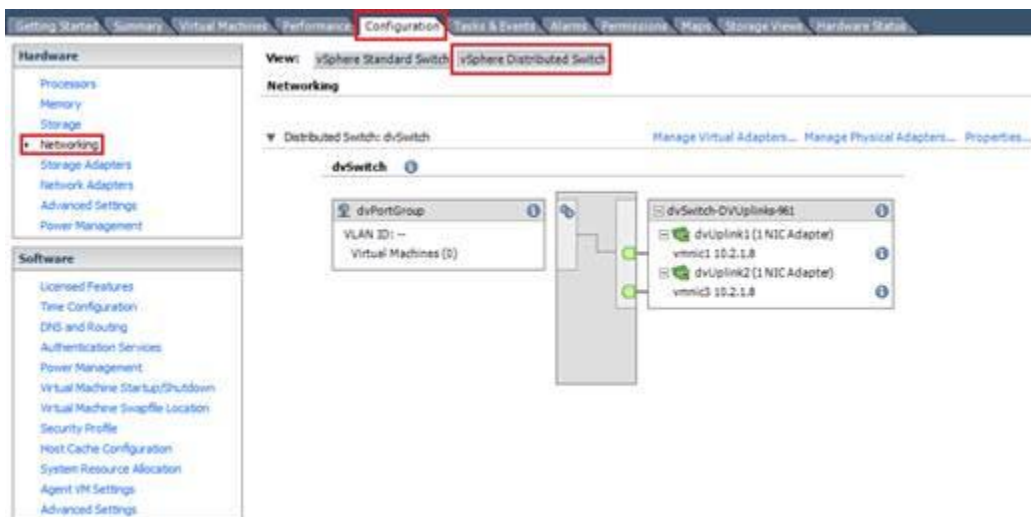 Getting Started Summary Virtual Machines Performance Configuration Tasks & Events Alarms Permissions Maps Storage Views Hardware Status
Hardware
Processors
Memory
Storage
Networking
Storage Adapters
Network Adapters
Advanced Settings
Power Management
Software
Licensed Features
Time Configuration
DNS and Routing
Authentication Services
Power Management
Virtual Machine Startup/Shutdown
Virtual Machine Swapfile Location
Security Profile
Host Cache Configuration
System Resource Allocation
Agent VM Settings
Advanced Settings
View: vSphere Standard Switch vSphere Distributed Switch
Networking
Distributed Switch: dvSwitch Manage Virtual Adapters... Manage Physical Adapters... Properties...
dvSwitch
dvPortGroup
VLAN ID: --
Virtual Machines (0)
dvSwitch-DVUplinks-961
dvUplink1 (1 NIC Adapter)
vmnic1 10.2.1.8
dvUplink2 (1 NIC Adapter)
vmnic3 10.2.1.8